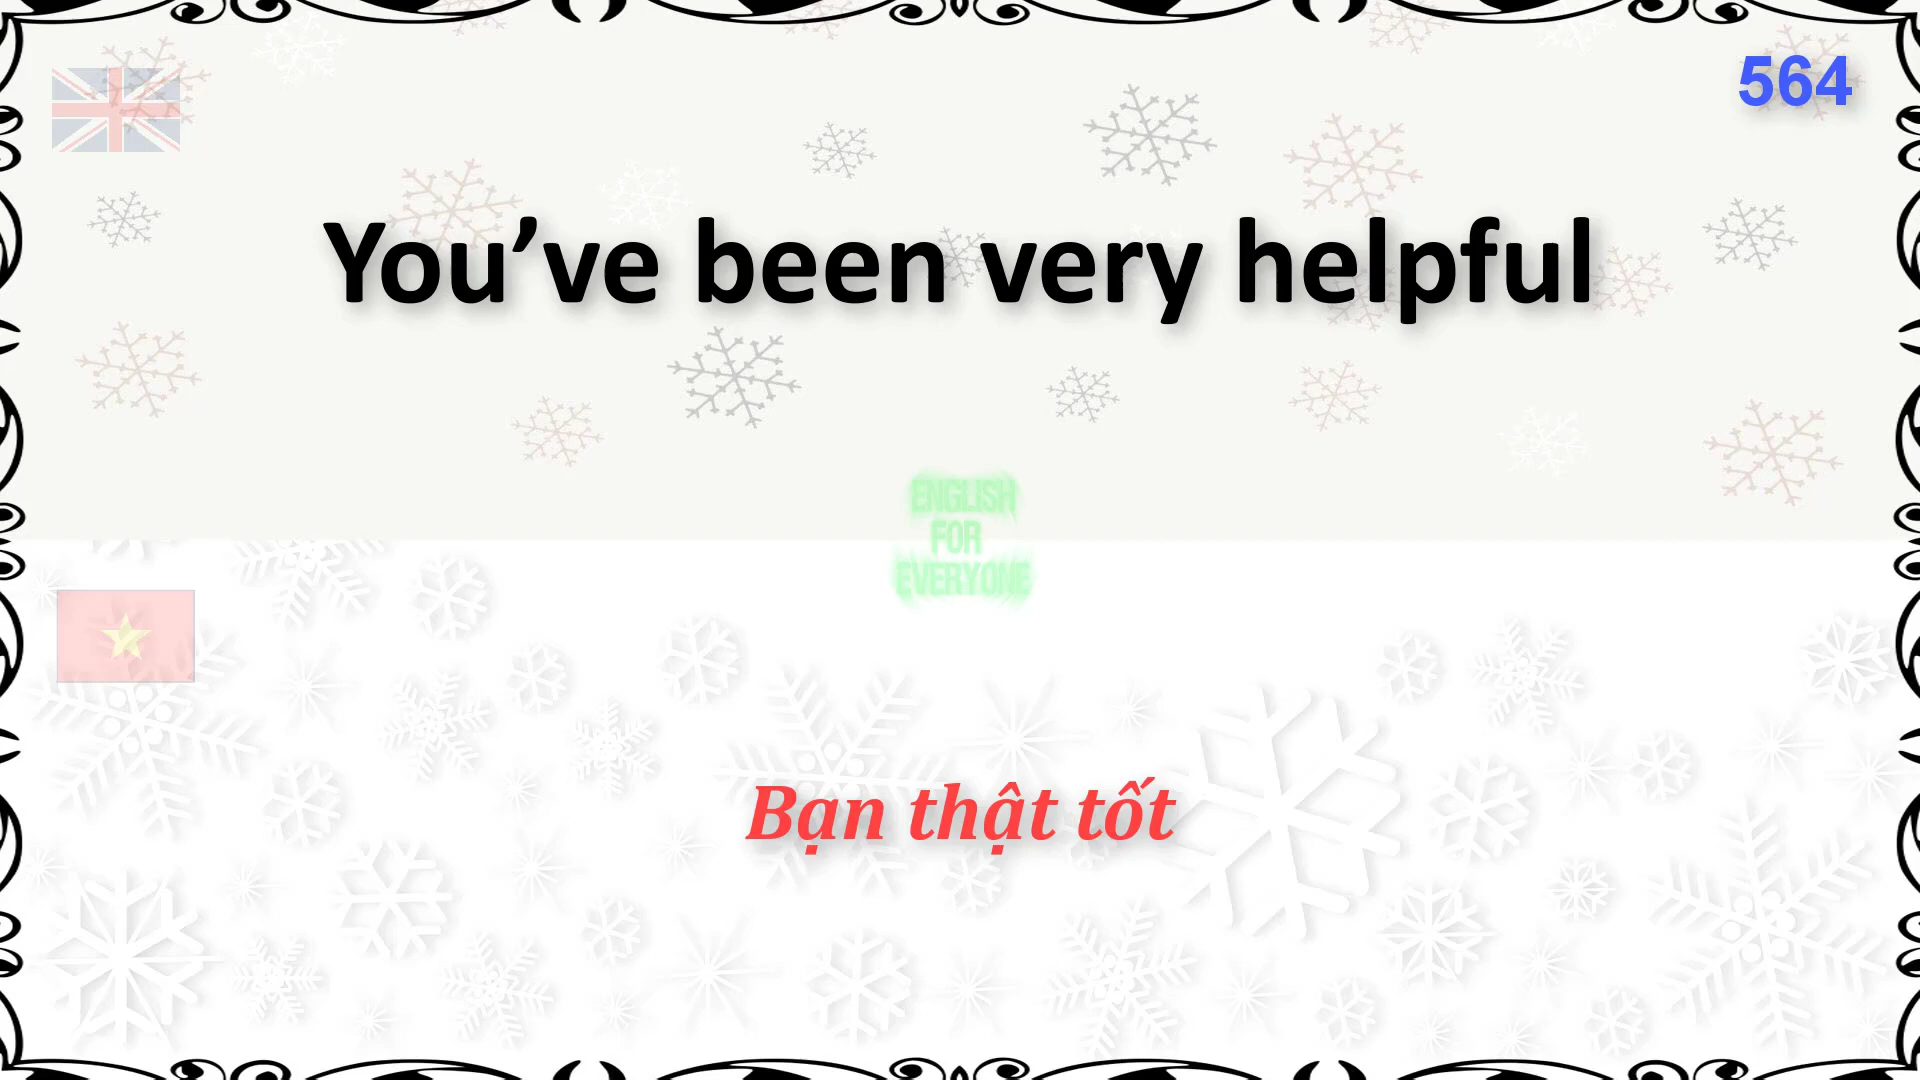 564
You’ve been very helpful
ENGLISH
FOR
EVERYONE
Bạn thật tốt